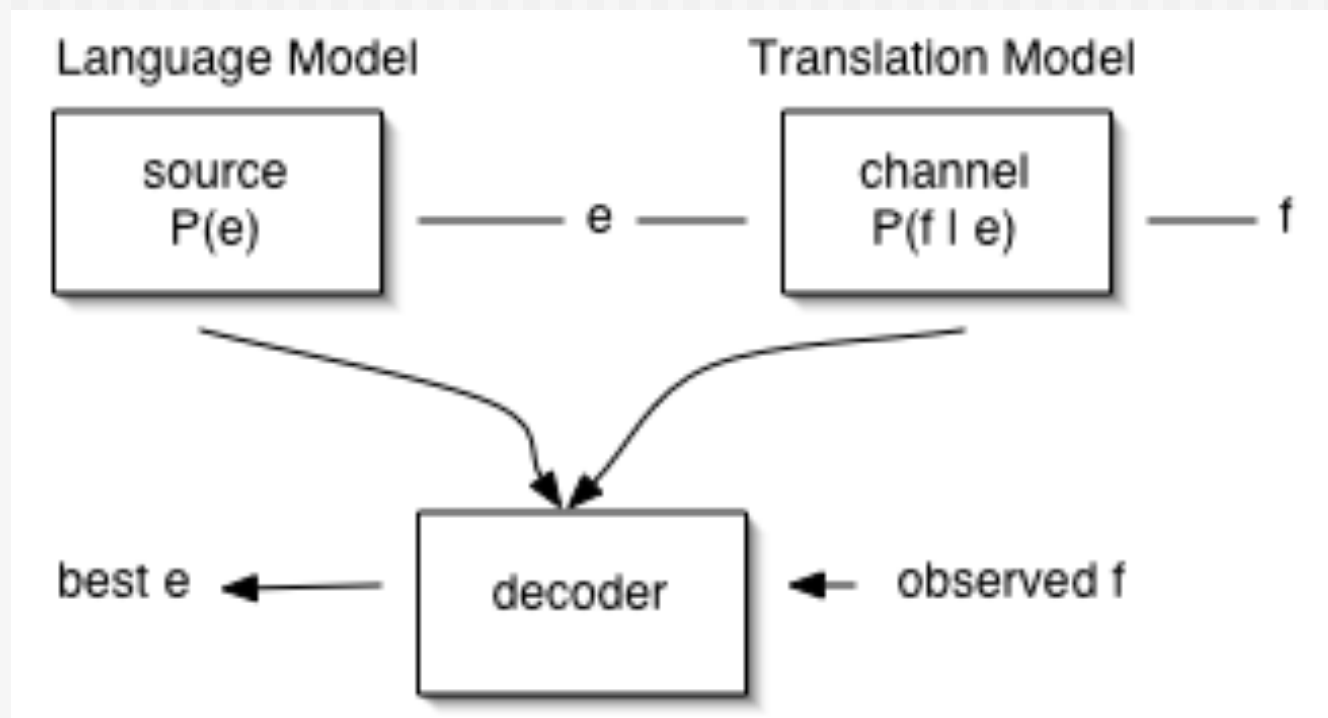 Language Model
Translation Model
source
P(e)
e
channel
P(f | e)
f
best e
decoder
observed f